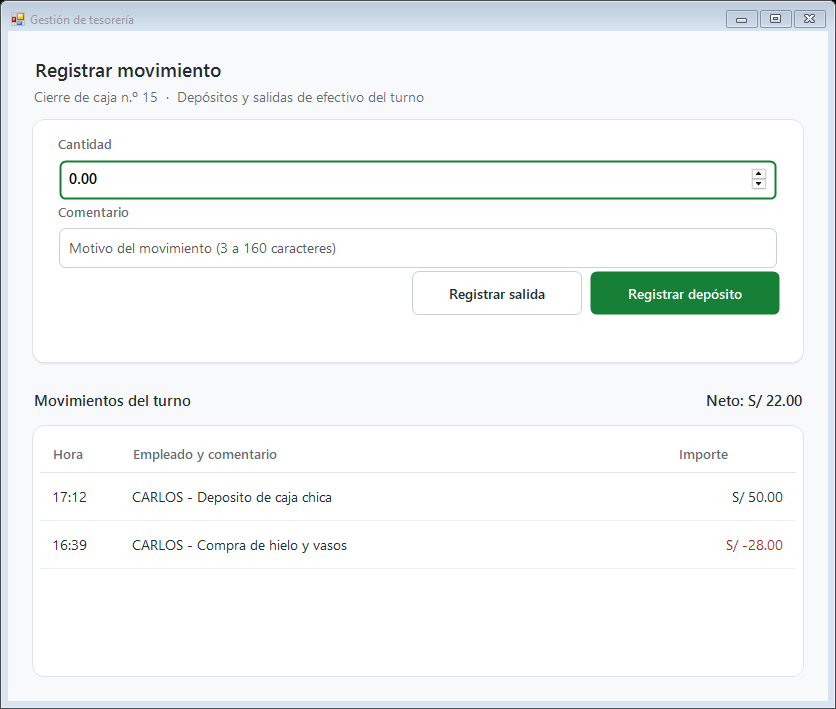 Gestión de tesorería
Registrar movimiento
Cierre de caja n.º 15 · Depósitos y salidas de efectivo del turno
Cantidad
0.00
Comentario
Motivo del movimiento (3 a 160 caracteres)
Registrar salida Registrar depósito
Movimientos del turno Neto: S/ 22.00
Hora Empleado y comentario Importe
17:12 CARLOS - Deposito de caja chica S/ 50.00
16:39 CARLOS - Compra de hielo y vasos S/ -28.00